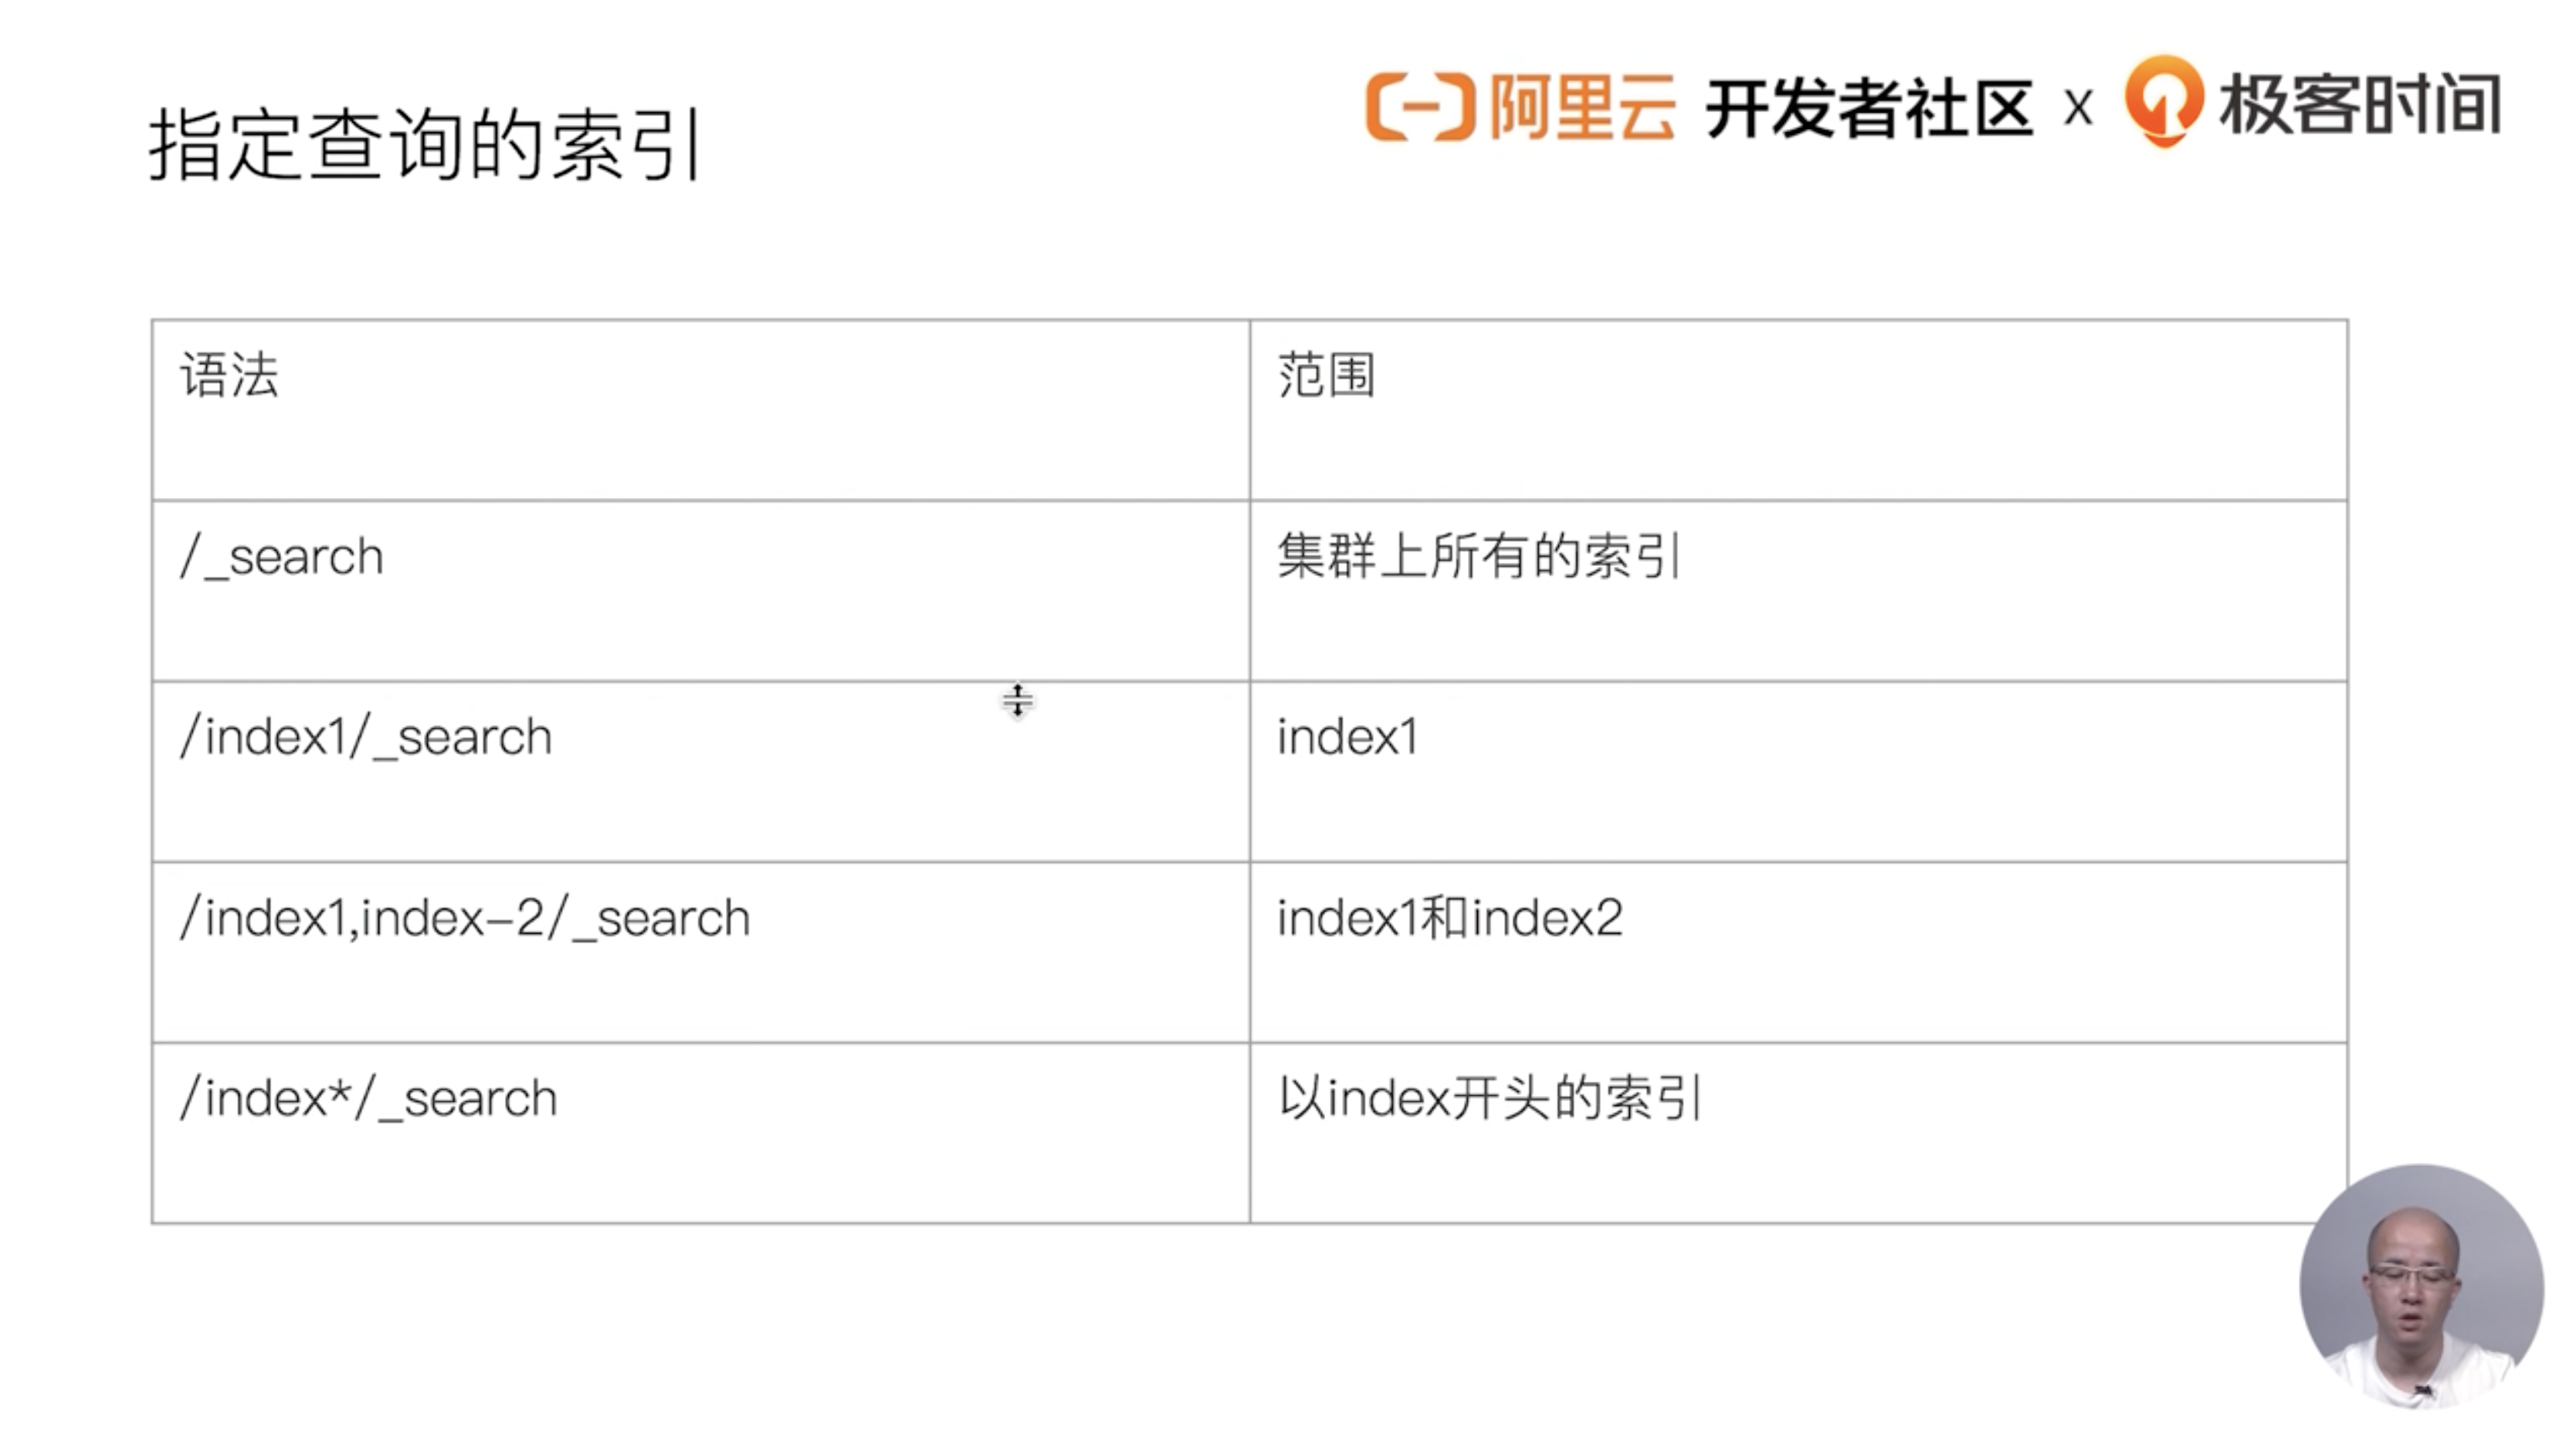 阿里云 开发者社区 x 极客时间
指定查询的索引
语法 范围
/_search 集群上所有的索引
/index1/_search index1
/index1,index-2/_search index1和index2
/index*/_search 以index开头的索引